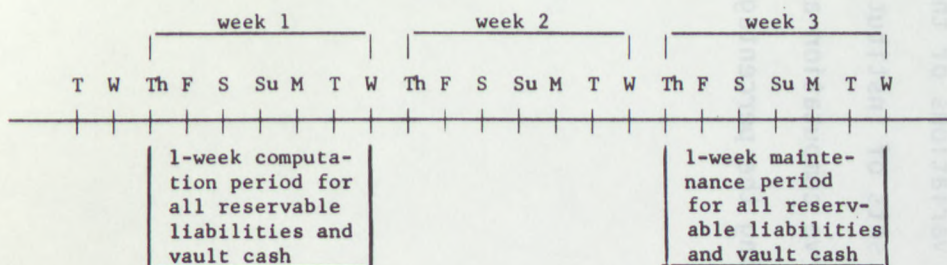 week 1 week 2 week 3
T W Th F S Su M T W Th F S Su M T W Th F S Su M T W
1-week computa-
tion period for
all reservable
liabilities and
vault cash
1-week mainte-
nance period
for all reserv-
able liabilities
and vault cash